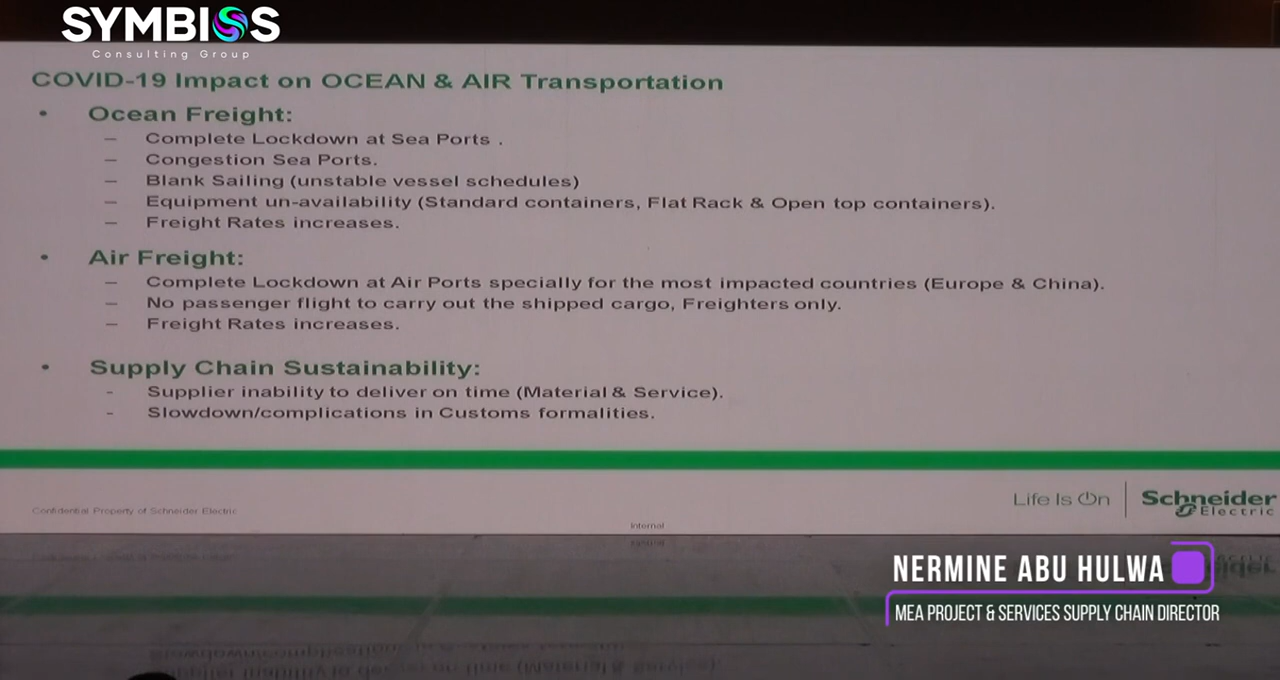 SYMBIOS
Consulting Group
COVID-19 Impact on OCEAN & AIR Transportation
• Ocean Freight:
– Complete Lockdown at Sea Ports .
– Congestion Sea Ports.
– Blank Sailing (unstable vessel schedules)
– Equipment un-availability (Standard containers, Flat Rack & Open top containers).
– Freight Rates increases.
• Air Freight:
– Complete Lockdown at Air Ports specially for the most impacted countries (Europe & China).
– No passenger flight to carry out the shipped cargo, Freighters only.
– Freight Rates increases.
• Supply Chain Sustainability:
- Supplier inability to deliver on time (Material & Service).
- Slowdown/complications in Customs formalities.
Life Is On
Schneider
Electric
Confidential Property of Schneider Electric
Internal
NERMINE ABU HULWA
MEA PROJECT & SERVICES SUPPLY CHAIN DIRECTOR